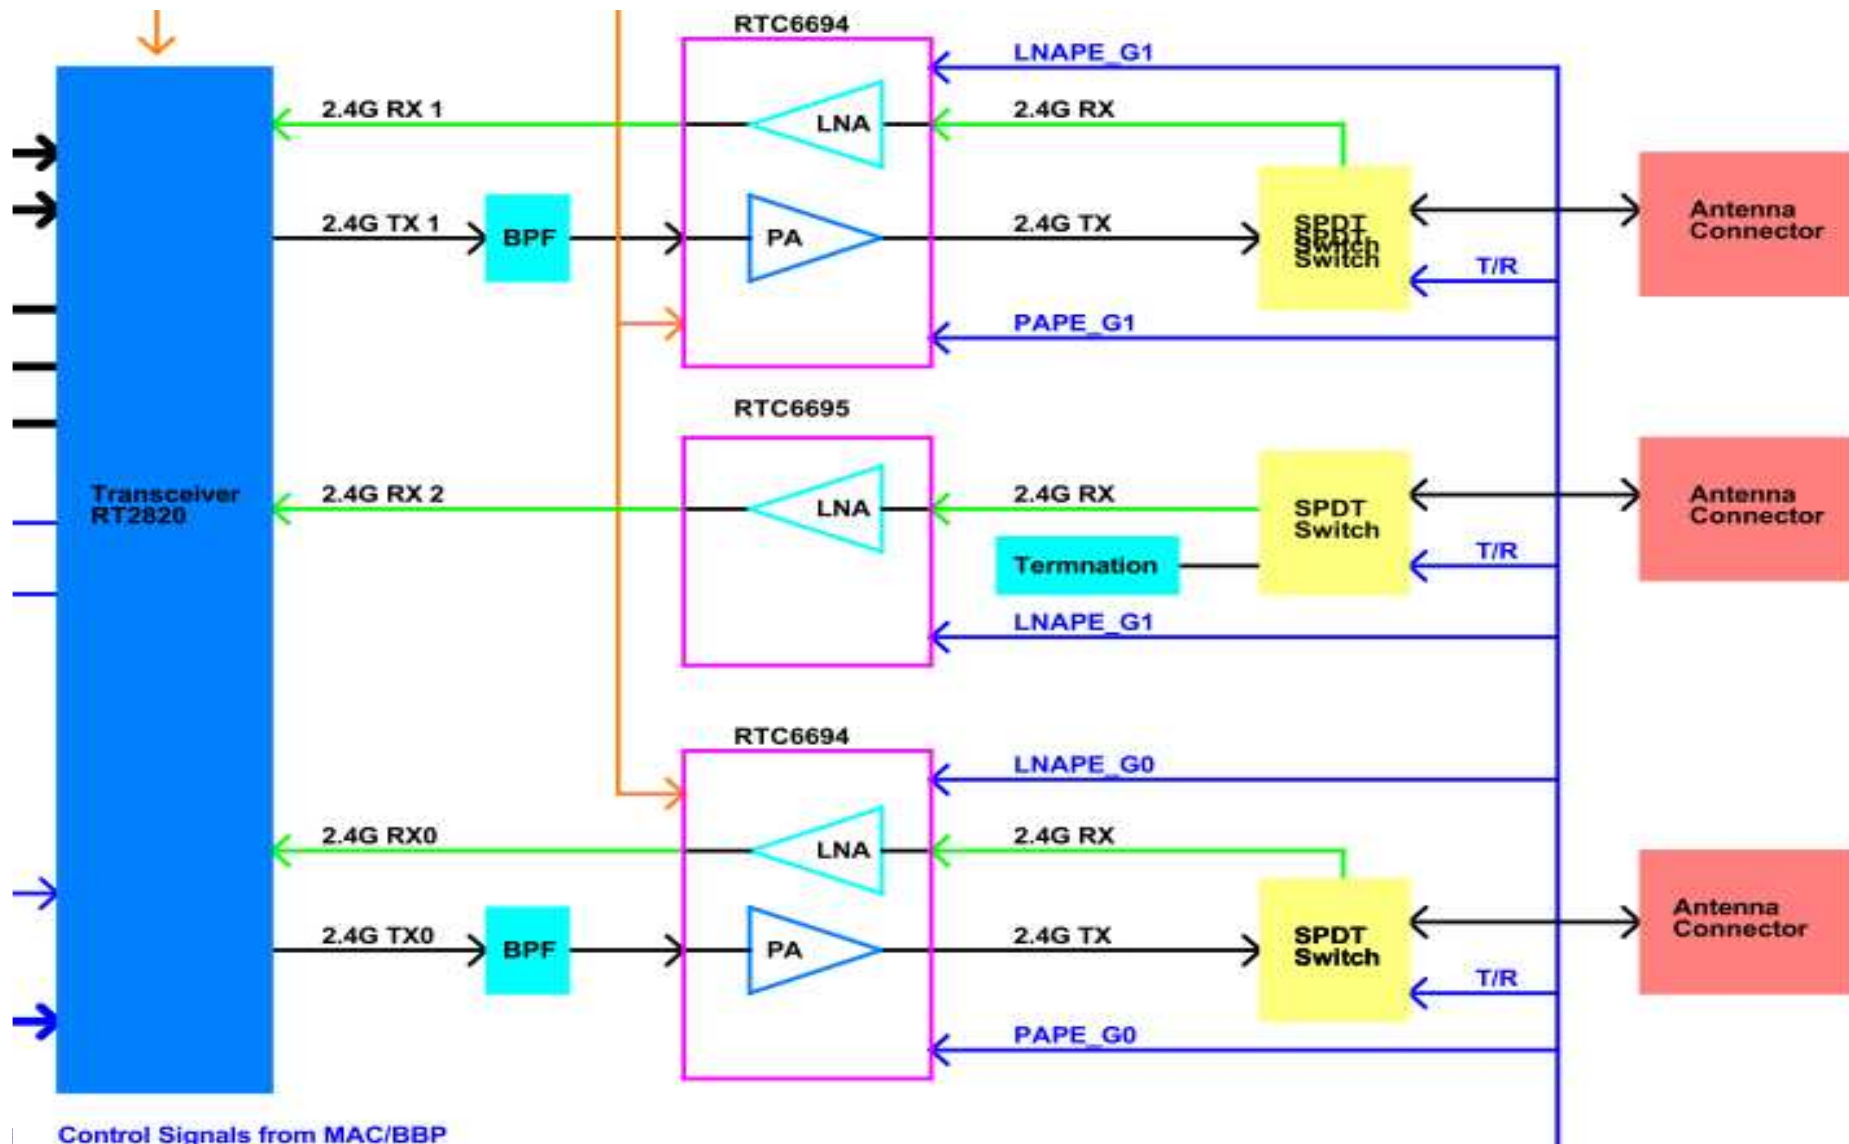 RTC6694
LNAPE_G1
2.4G RX 1
LNA
2.4G RX
2.4G TX 1
BPF
PA
2.4G TX
SPDT
SPDT
Switch
Switch
Antenna
Connector
T/R
PAPE_G1
RTC6695
Transceiver
RT2820
2.4G RX 2
LNA
2.4G RX
SPDT
Switch
Antenna
Connector
Termnation
T/R
LNAPE_G1
RTC6694
LNAPE_G0
2.4G RX0
LNA
2.4G RX
2.4G TX0
BPF
PA
2.4G TX
SPDT
Switch
Antenna
Connector
T/R
PAPE_G0
Control Signals from MAC/BBP